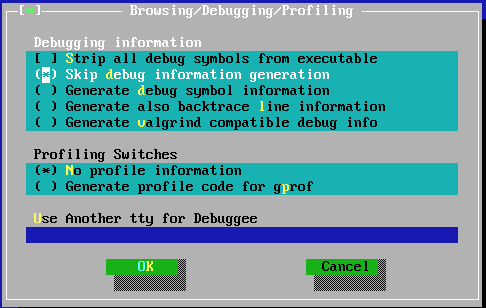 [*] Browsing/Debugging/Profiling
Debugging information
[ ] Strip all debug symbols from executable
(*) Skip debug information generation
( ) Generate debug symbol information
( ) Generate also backtrace line information
( ) Generate valgrind compatible debug info
Profiling Switches
(*) No profile information
( ) Generate profile code for gprof
Use Another tty for Debuggee
OK Cancel